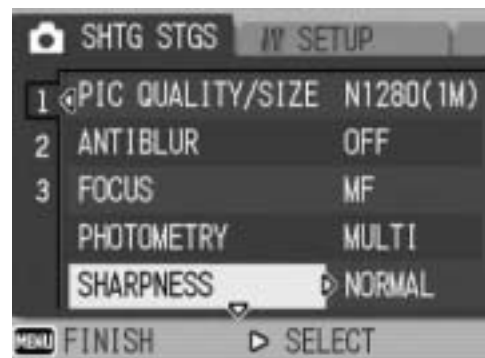 SHTG STGS SETUP
1 PIC QUALITY/SIZE N1280(1M)
2 ANTIBLUR OFF
3 FOCUS MF
PHOTOMETRY MULTI
SHARPNESS NORMAL
MENU FINISH SELECT